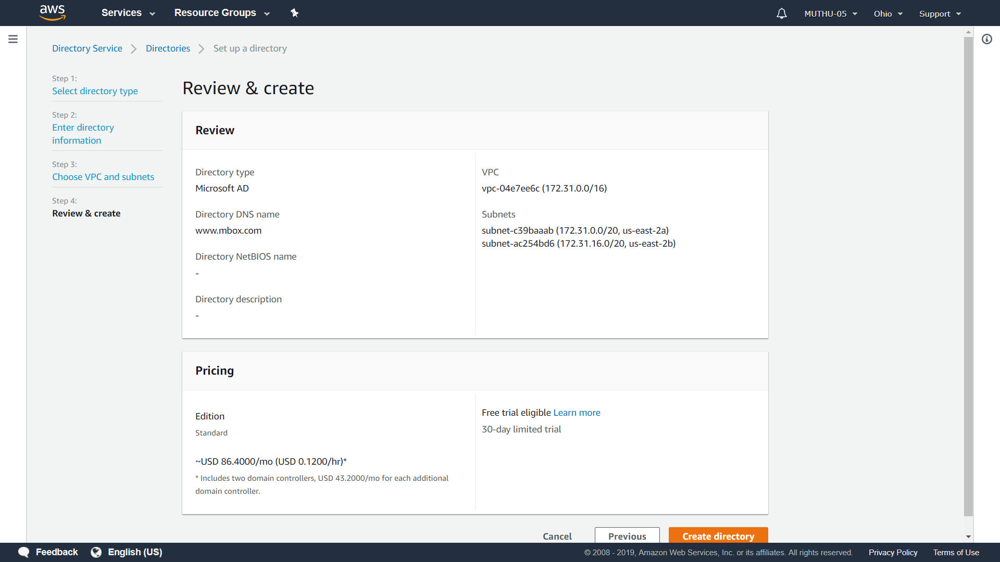 aws Services Resource Groups MUTHU-05 Ohio Support
Directory Service Directories Set up a directory
Step 1:
Select directory type
Step 2:
Enter directory
information
Step 3:
Choose VPC and subnets
Step 4:
Review & create
Review & create
Review
Directory type
Microsoft AD
Directory DNS name
www.mbox.com
Directory NetBIOS name
-
Directory description
-
VPC
vpc-04e7ee6c (172.31.0.0/16)
Subnets
subnet-c39baaab (172.31.0.0/20, us-east-2a)
subnet-ac254bd6 (172.31.16.0/20, us-east-2b)
Pricing
Edition
Standard
~USD 86.4000/mo (USD 0.1200/hr)*
* Includes two domain controllers, USD 43.2000/mo for each additional
domain controller.
Free trial eligible Learn more
30-day limited trial
Cancel Previous Create directory
Feedback English (US) © 2008 - 2019, Amazon Web Services, Inc. or its affiliates. All rights reserved. Privacy Policy Terms of Use